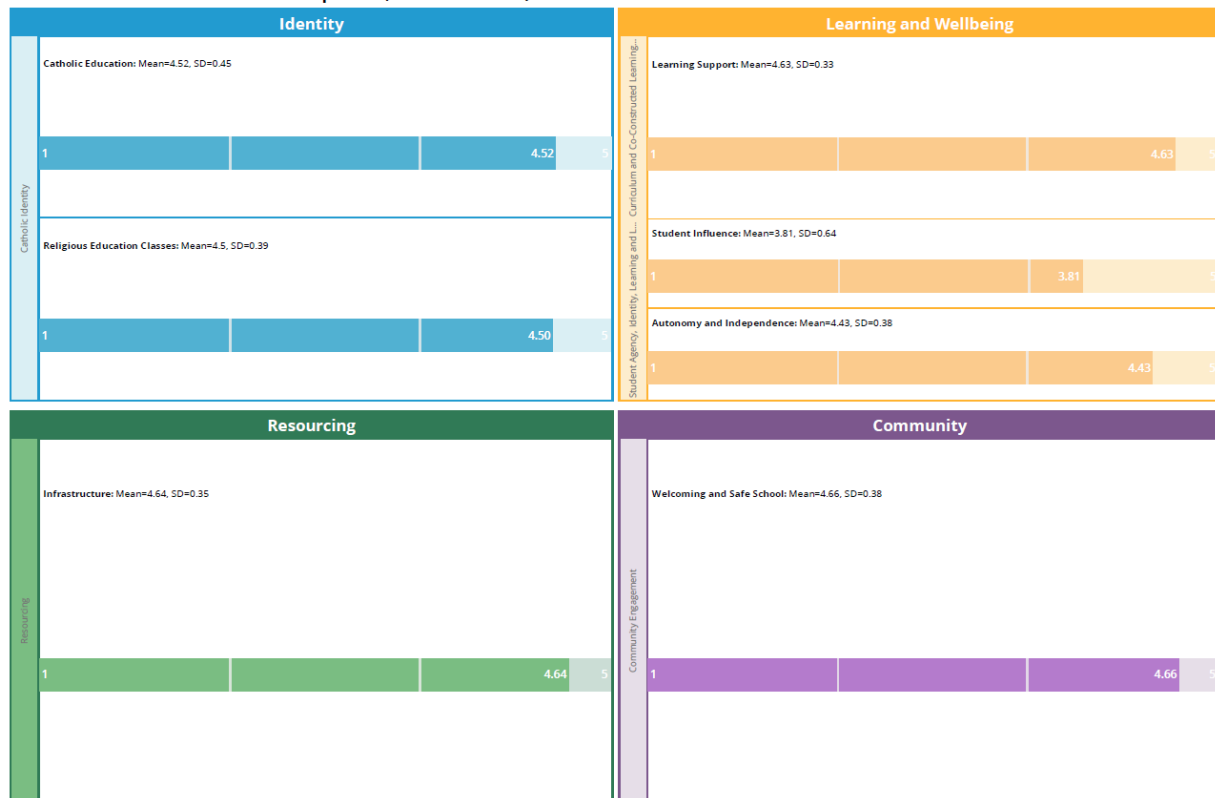 Identity
Catholic Identity
Catholic Education: Mean=4.52, SD=0.45
1 4.52 5
Religious Education Classes: Mean=4.5, SD=0.39
1 4.50 5
Learning and Wellbeing
Curriculum and Co-Constructed Learning...
Learning Support: Mean=4.63, SD=0.33
1 4.63 5
Student Agency, Identity, Learning and L...
Student Influence: Mean=3.81, SD=0.64
1 3.81 5
Autonomy and Independence: Mean=4.43, SD=0.38
1 4.43 5
Resourcing
Resourcing
Infrastructure: Mean=4.64, SD=0.35
1 4.64 5
Community
Community Engagement
Welcoming and Safe School: Mean=4.66, SD=0.38
1 4.66 5